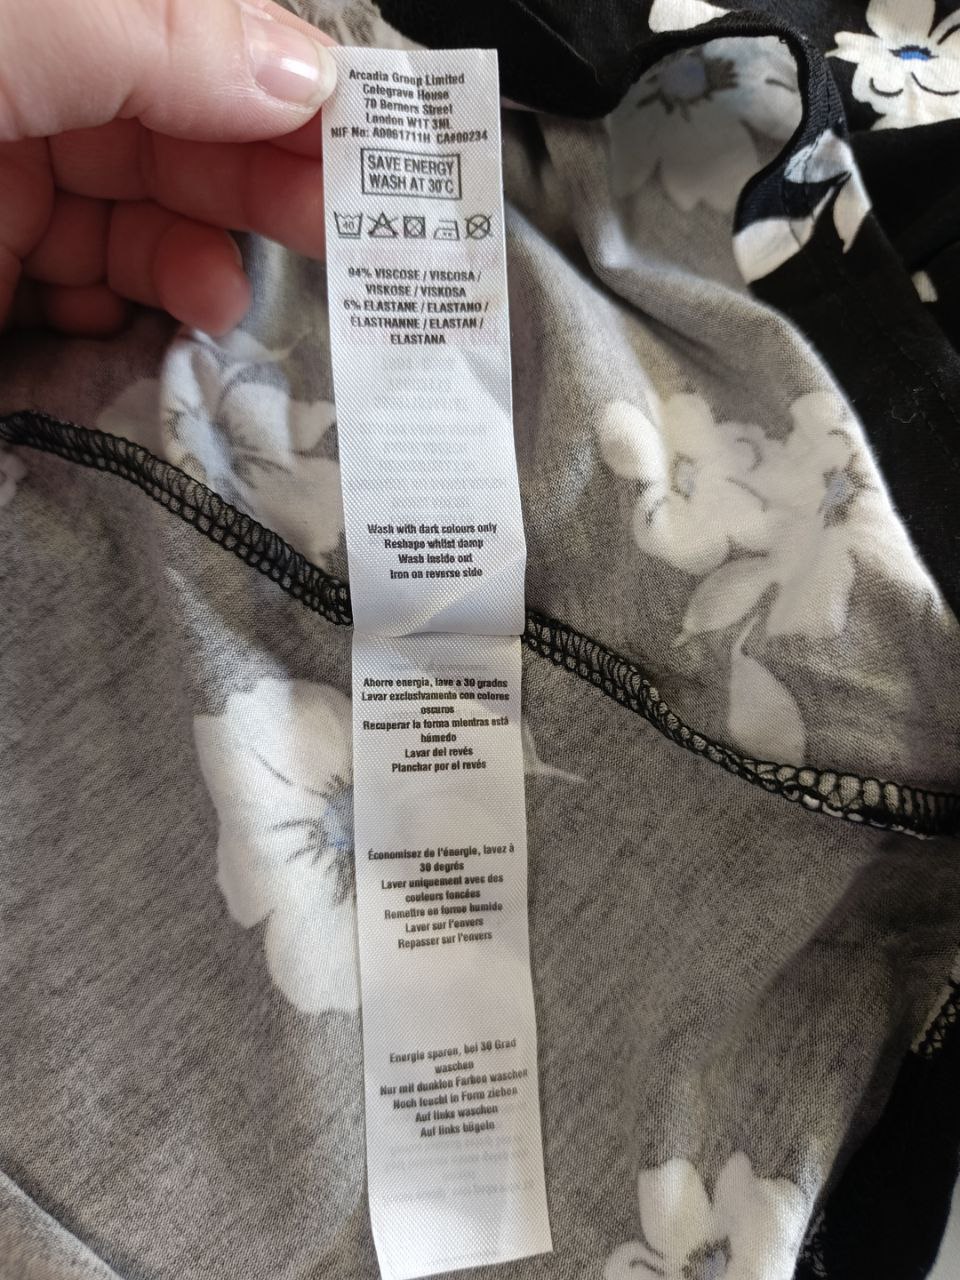 Arcadia Group Limited
Colegrave House
70 Berners Street
London W1T 3NL
NIF No: A0061711H CA#00234
SAVE ENERGY
WASH AT 30°C
40
94% VISCOSE / VISCOSA /
VISKOSE / VISKOSA
6% ELASTANE / ELASTANO /
ÉLASTHANNE / ELASTAN /
ELASTANA
Wash with dark colours only
Reshape whilst damp
Wash inside out
Iron on reverse side
Ahorre energía, lave a 30 grados
Lavar exclusivamente con colores
oscuros
Recuperar la forma mientras está
húmedo
Lavar del revés
Planchar por el revés
Économisez de l'énergie, lavez à
30 degrés
Laver uniquement avec des
couleurs foncées
Remettre en forme humide
Laver sur l'envers
Repasser sur l'envers
Energie sparen, bei 30 Grad
waschen
Nur mit dunklen Farben waschen
Noch feucht in Form ziehen
Auf links waschen
Auf links bügeln